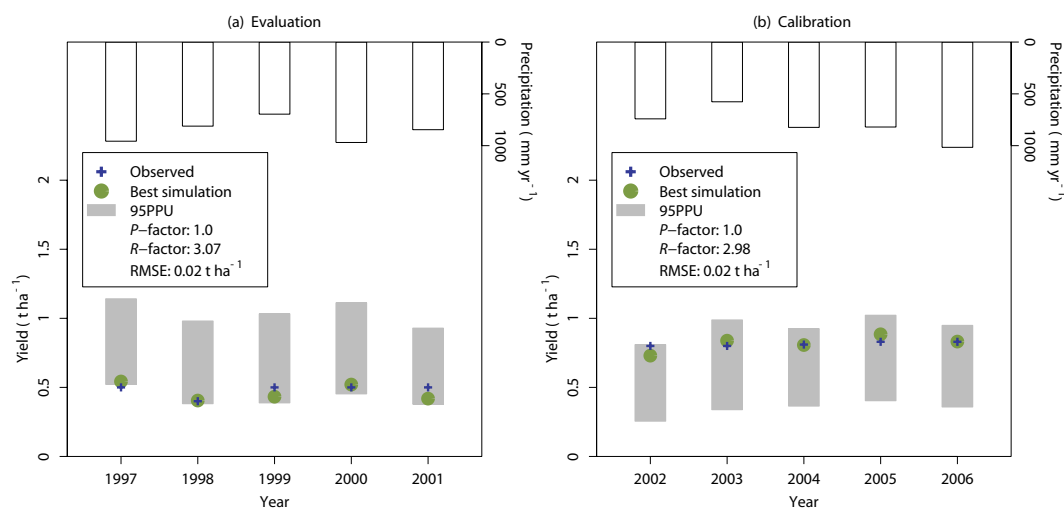 (a) Evaluation
0
500
1000
Precipitation ( mm yr⁻¹)
Observed
Best simulation
95PPU
P−factor: 1.0
R−factor: 3.07
RMSE: 0.02 t ha⁻¹
2
1.5
1
0.5
0
Yield ( t ha⁻¹)
1997 1998 1999 2000 2001
Year
(b) Calibration
0
500
1000
Precipitation ( mm yr⁻¹)
Observed
Best simulation
95PPU
P−factor: 1.0
R−factor: 2.98
RMSE: 0.02 t ha⁻¹
2
1.5
1
0.5
0
Yield ( t ha⁻¹)
2002 2003 2004 2005 2006
Year